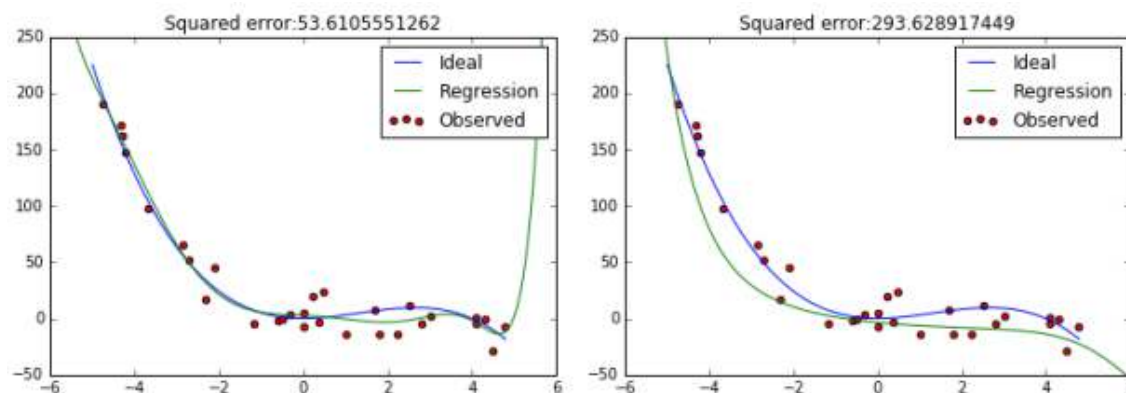 Squared error:53.6105551262
250
200
150
100
50
0
−50
−6 −4 −2 0 2 4 6
Ideal
Regression
Observed
Squared error:293.628917449
250
200
150
100
50
0
−50
−6 −4 −2 0 2 4 6
Ideal
Regression
Observed